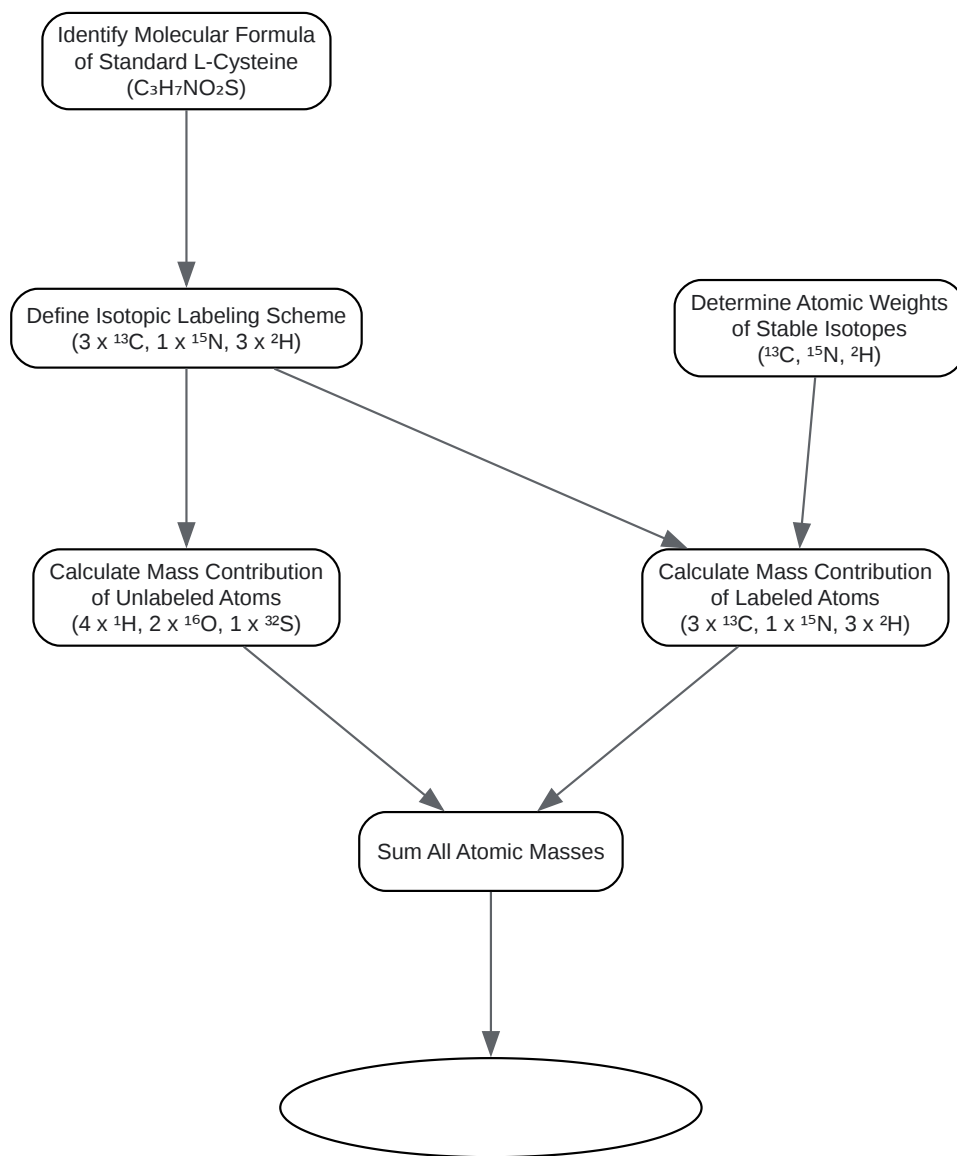 Identify Molecular Formula
of Standard L-Cysteine
(C₃H₇NO₂S)
Define Isotopic Labeling Scheme
(3 x ¹³C, 1 x ¹⁵N, 3 x ²H)
Determine Atomic Weights
of Stable Isotopes
(¹³C, ¹⁵N, ²H)
Calculate Mass Contribution
of Unlabeled Atoms
(4 x ¹H, 2 x ¹⁶O, 1 x ³²S)
Calculate Mass Contribution
of Labeled Atoms
(3 x ¹³C, 1 x ¹⁵N, 3 x ²H)
Sum All Atomic Masses